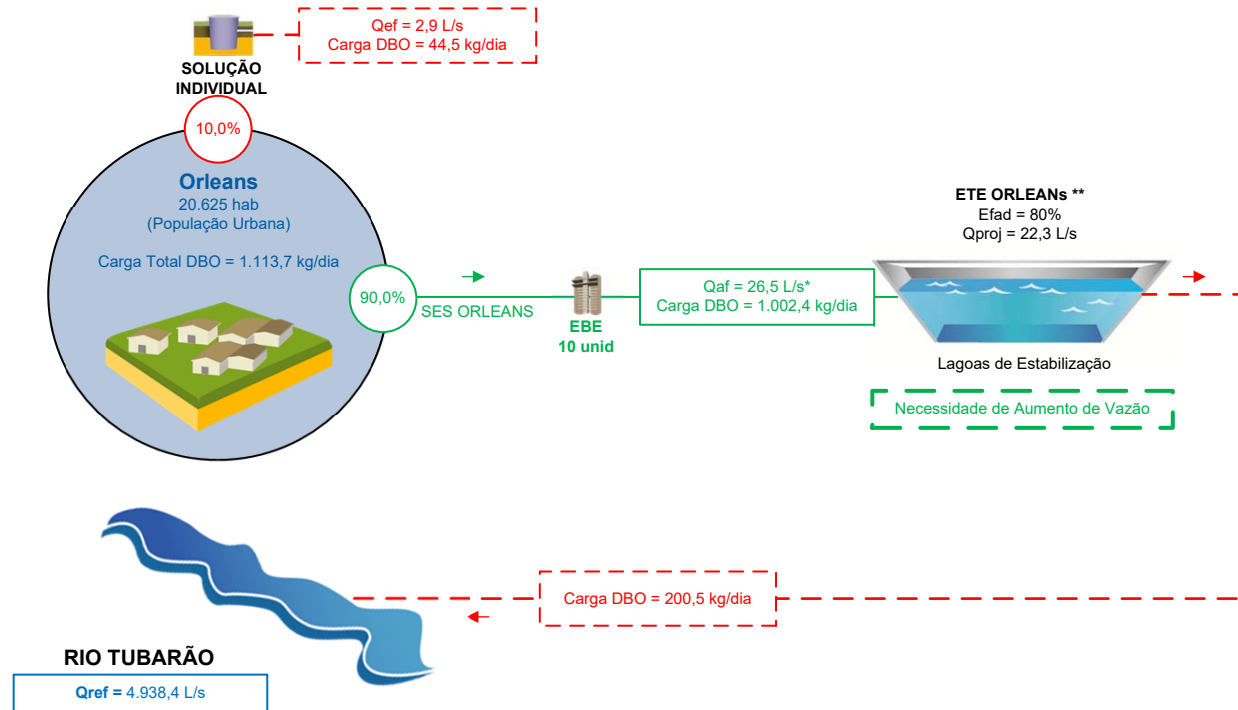 Qef = 2,9 L/s
Carga DBO = 44,5 kg/dia
SOLUÇÃO
INDIVIDUAL
10,0%
Orleans
20.625 hab
(População Urbana)
Carga Total DBO = 1.113,7 kg/dia
90,0%
SES ORLEANS
EBE
10 unid
Qaf = 26,5 L/s*
Carga DBO = 1.002,4 kg/dia
ETE ORLEANs **
Efad = 80%
Qproj = 22,3 L/s
Lagoas de Estabilização
Necessidade de Aumento de Vazão
Carga DBO = 200,5 kg/dia
RIO TUBARÃO
Qref = 4.938,4 L/s